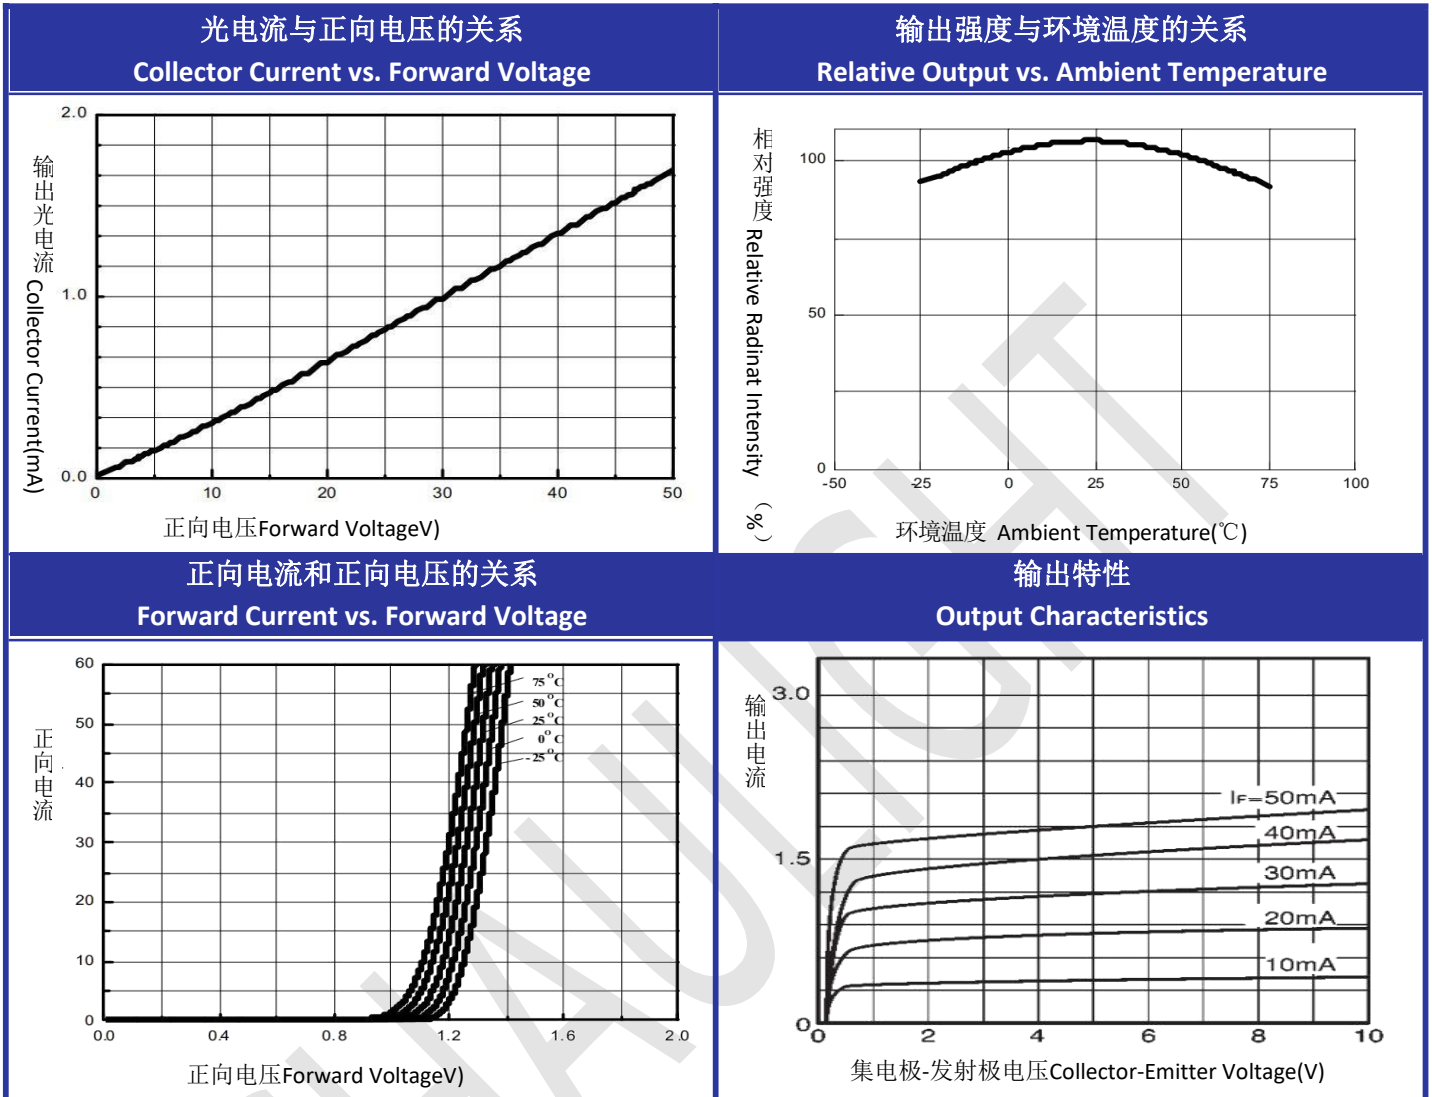 光电流与正向电压的关系
Collector Current vs. Forward Voltage
2.0
1.0
0.0
0 10 20 30 40 50
输出光电流 Collector Current(mA)
正向电压Forward VoltageV)
输出强度与环境温度的关系
Relative Output vs. Ambient Temperature
100
50
0
-50 -25 0 25 50 75 100
相对强度 Relative Radinat Intensity （%）
环境温度 Ambient Temperature(℃)
正向电流和正向电压的关系
Forward Current vs. Forward Voltage
60
50
40
30
20
10
0
0.0 0.4 0.8 1.2 1.6 2.0
75°C
50°C
25°C
0°C
-25°C
正向电流
正向电压Forward VoltageV)
输出特性
Output Characteristics
3.0
1.5
0
0 2 4 6 8 10
IF=50mA
40mA
30mA
20mA
10mA
输出电流
集电极-发射极电压Collector-Emitter Voltage(V)